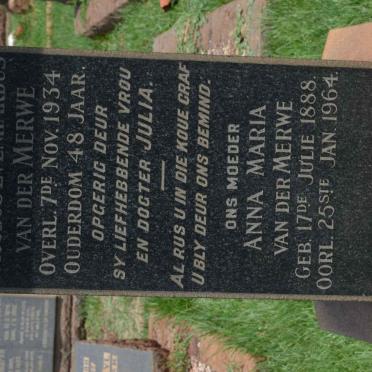 VAN DER MERWE
OVERL. 7DE NOV. 1934
OUDERDOM 48 JAAR.
OPGERIG DEUR
SY LIEFHEBBENDE VROU
EN DOGTER JULIA.
AL RUS U IN DIE KOUE GRAF
U BLY DEUR ONS BEMIND.
ONS MOEDER
ANNA MARIA
VAN DER MERWE
GEB. 17DE JULIE 1888.
OORL. 25STE JAN. 1964.